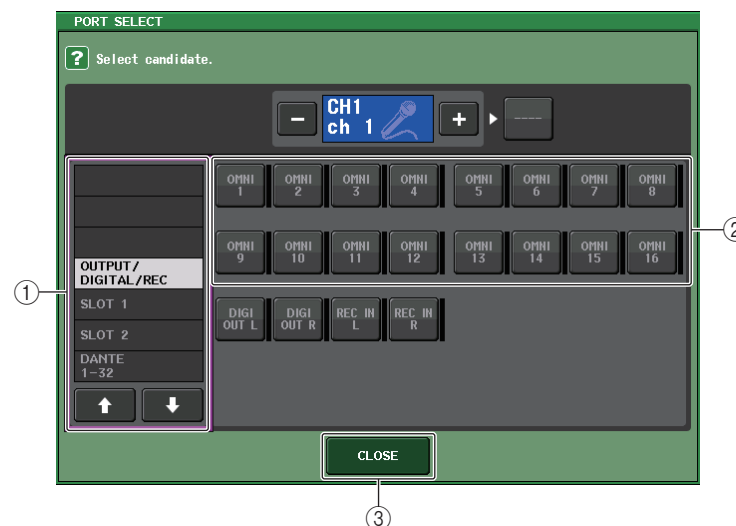 PORT SELECT
? Select candidate.
CH1
ch 1
- + ----
OMNI 1 OMNI 2 OMNI 3 OMNI 4 OMNI 5 OMNI 6 OMNI 7 OMNI 8
OMNI 9 OMNI 10 OMNI 11 OMNI 12 OMNI 13 OMNI 14 OMNI 15 OMNI 16
DIGI OUT L DIGI OUT R REC IN L REC IN R
OUTPUT/
DIGITAL/REC
SLOT 1
SLOT 2
DANTE
1-32
CLOSE
①
②
③